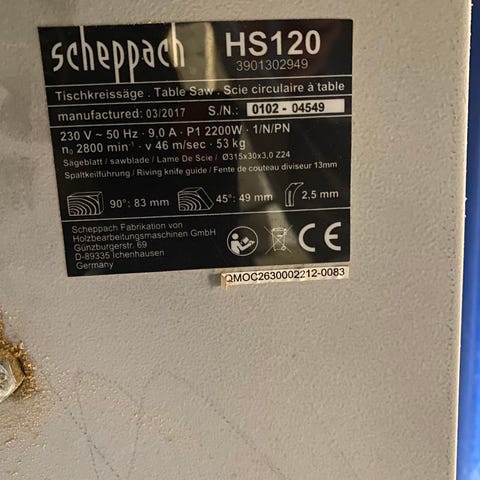 scheppach HS120
3901302949
Tischkreissäge . Table Saw . Scie circulaire à table
manufactured: 03/2017 S./N.: 0102 - 04549
230 V ~ 50 Hz · 9,0 A · P1 2200W · 1/N/PN
n₀ 2800 min⁻¹ · v 46 m/sec · 53 kg
Sägeblatt / sawblade / Lame De Scie / Ø315x30x3,0 Z24
Spaltkeilführung / Riving knife guide / Fente de couteau diviseur 13mm
90°: 83 mm 45°: 49 mm 2,5 mm
Scheppach Fabrikation von
Holzbearbeitungsmaschinen GmbH
Günzburgerstr. 69
D-89335 Ichenhausen
Germany
CE
QMOC2630002212-0083